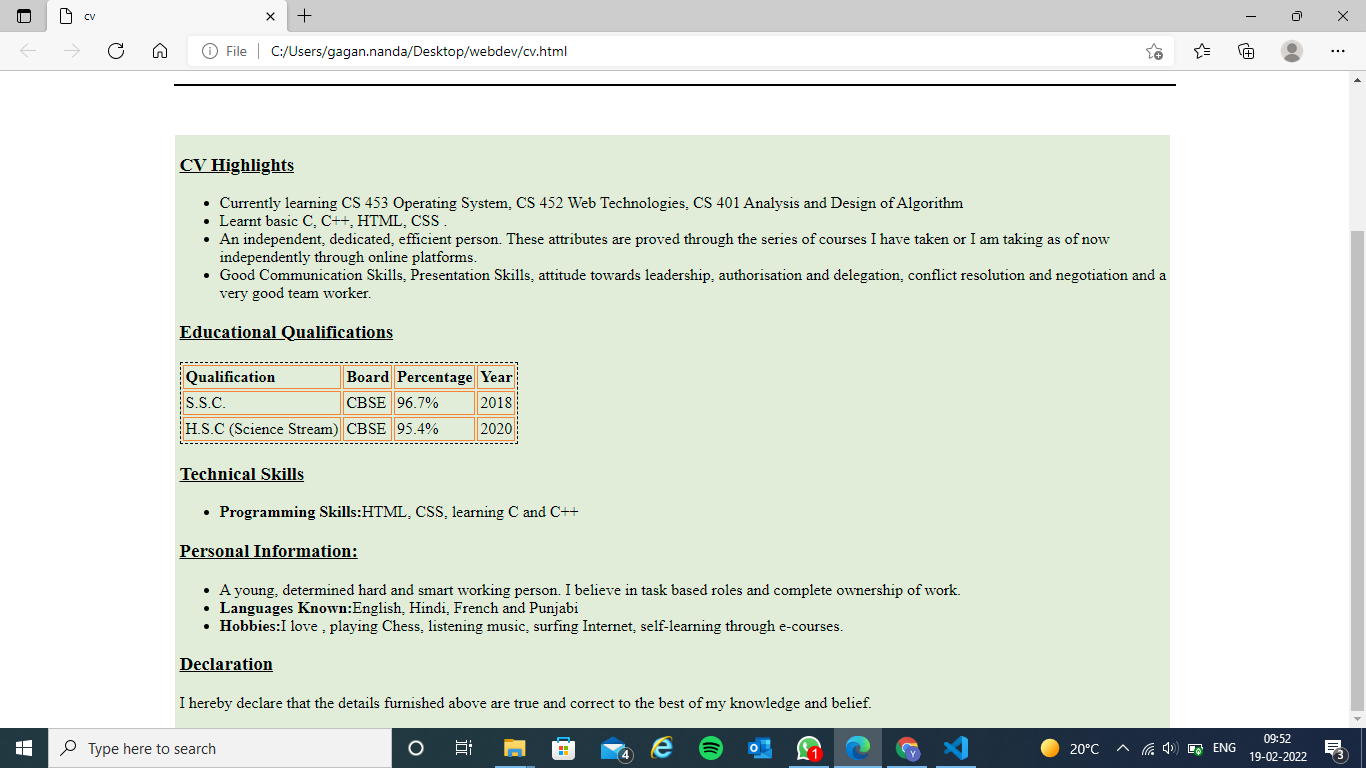 cv
File
C:/Users/gagan.nanda/Desktop/webdev/cv.html
CV Highlights
Currently learning CS 453 Operating System, CS 452 Web Technologies, CS 401 Analysis and Design of Algorithm
Learnt basic C, C++, HTML, CSS .
An independent, dedicated, efficient person. These attributes are proved through the series of courses I have taken or I am taking as of now
independently through online platforms.
Good Communication Skills, Presentation Skills, attitude towards leadership, authorisation and delegation, conflict resolution and negotiation and a
very good team worker.
Educational Qualifications
Qualification Board Percentage Year
S.S.C. CBSE 96.7% 2018
H.S.C (Science Stream) CBSE 95.4% 2020
Technical Skills
Programming Skills:HTML, CSS, learning C and C++
Personal Information:
A young, determined hard and smart working person. I believe in task based roles and complete ownership of work.
Languages Known:English, Hindi, French and Punjabi
Hobbies:I love , playing Chess, listening music, surfing Internet, self-learning through e-courses.
Declaration
I hereby declare that the details furnished above are true and correct to the best of my knowledge and belief.
Type here to search
4
1
Y
20°C
ENG
09:52
19-02-2022
3